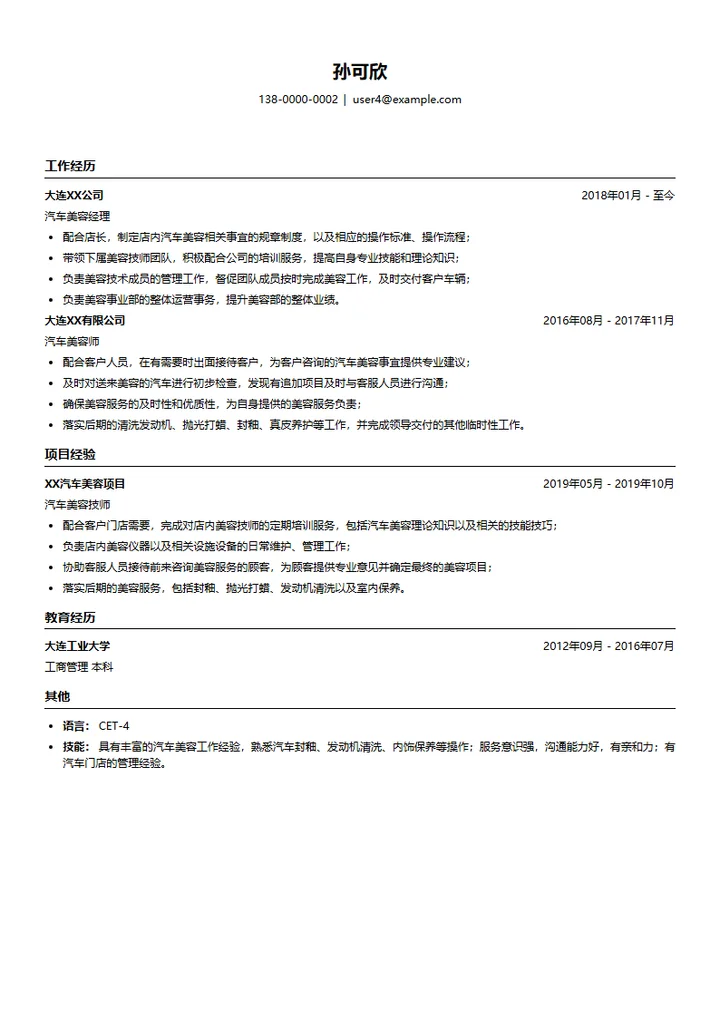 孙可欣
138-0000-0002 | user4@example.com
工作经历
大连XX公司 2018年01月 - 至今
汽车美容经理
• 配合店长，制定店内汽车美容相关事宜的规章制度，以及相应的操作标准、操作流程；
• 带领下属美容技师团队，积极配合公司的培训服务，提高自身专业技能和理论知识；
• 负责美容技术成员的管理工作，督促团队成员按时完成美容工作，及时交付客户车辆；
• 负责美容事业部的整体运营事务，提升美容部的整体业绩。
大连XX有限公司 2016年08月 - 2017年11月
汽车美容师
• 配合客户人员，在有需要时出面接待客户，为客户咨询的汽车美容事宜提供专业建议；
• 及时对送来美容的汽车进行初步检查，发现有追加项目及时与客服人员进行沟通；
• 确保美容服务的及时性和优质性，为自身提供的美容服务负责；
• 落实后期的清洗发动机、抛光打蜡、封釉、真皮养护等工作，并完成领导交付的其他临时性工作。
项目经验
XX汽车美容项目 2019年05月 - 2019年10月
汽车美容技师
• 配合客户门店需要，完成对店内美容技师的定期培训服务，包括汽车美容理论知识以及相关的技能技巧；
• 负责店内美容仪器以及相关设施设备的日常维护、管理工作；
• 协助客服人员接待前来咨询美容服务的顾客，为顾客提供专业意见并确定最终的美容项目；
• 落实后期的美容服务，包括封釉、抛光打蜡、发动机清洗以及室内保养。
教育经历
大连工业大学 2012年09月 - 2016年07月
工商管理 本科
其他
• 语言： CET-4
• 技能： 具有丰富的汽车美容工作经验，熟悉汽车封釉、发动机清洗、内饰保养等操作；服务意识强，沟通能力好，有亲和力；有
汽车门店的管理经验。